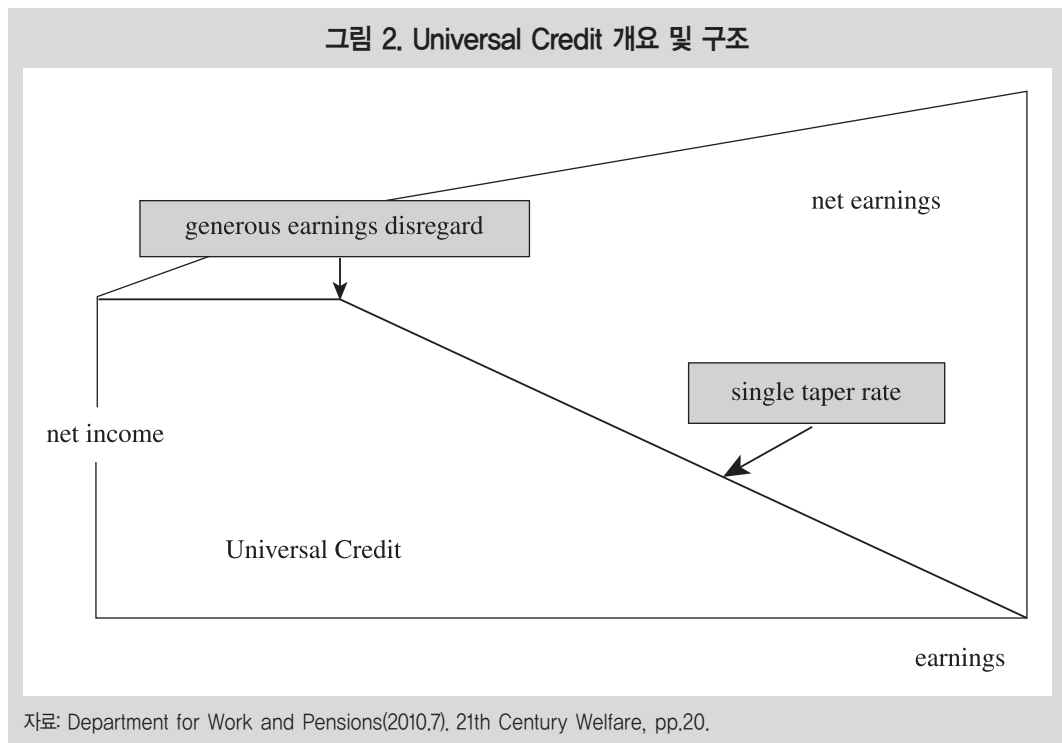 그림 2. Universal Credit 개요 및 구조
net earnings
generous earnings disregard
single taper rate
net income
Universal Credit
earnings
자료: Department for Work and Pensions(2010.7). 21th Century Welfare, pp.20.